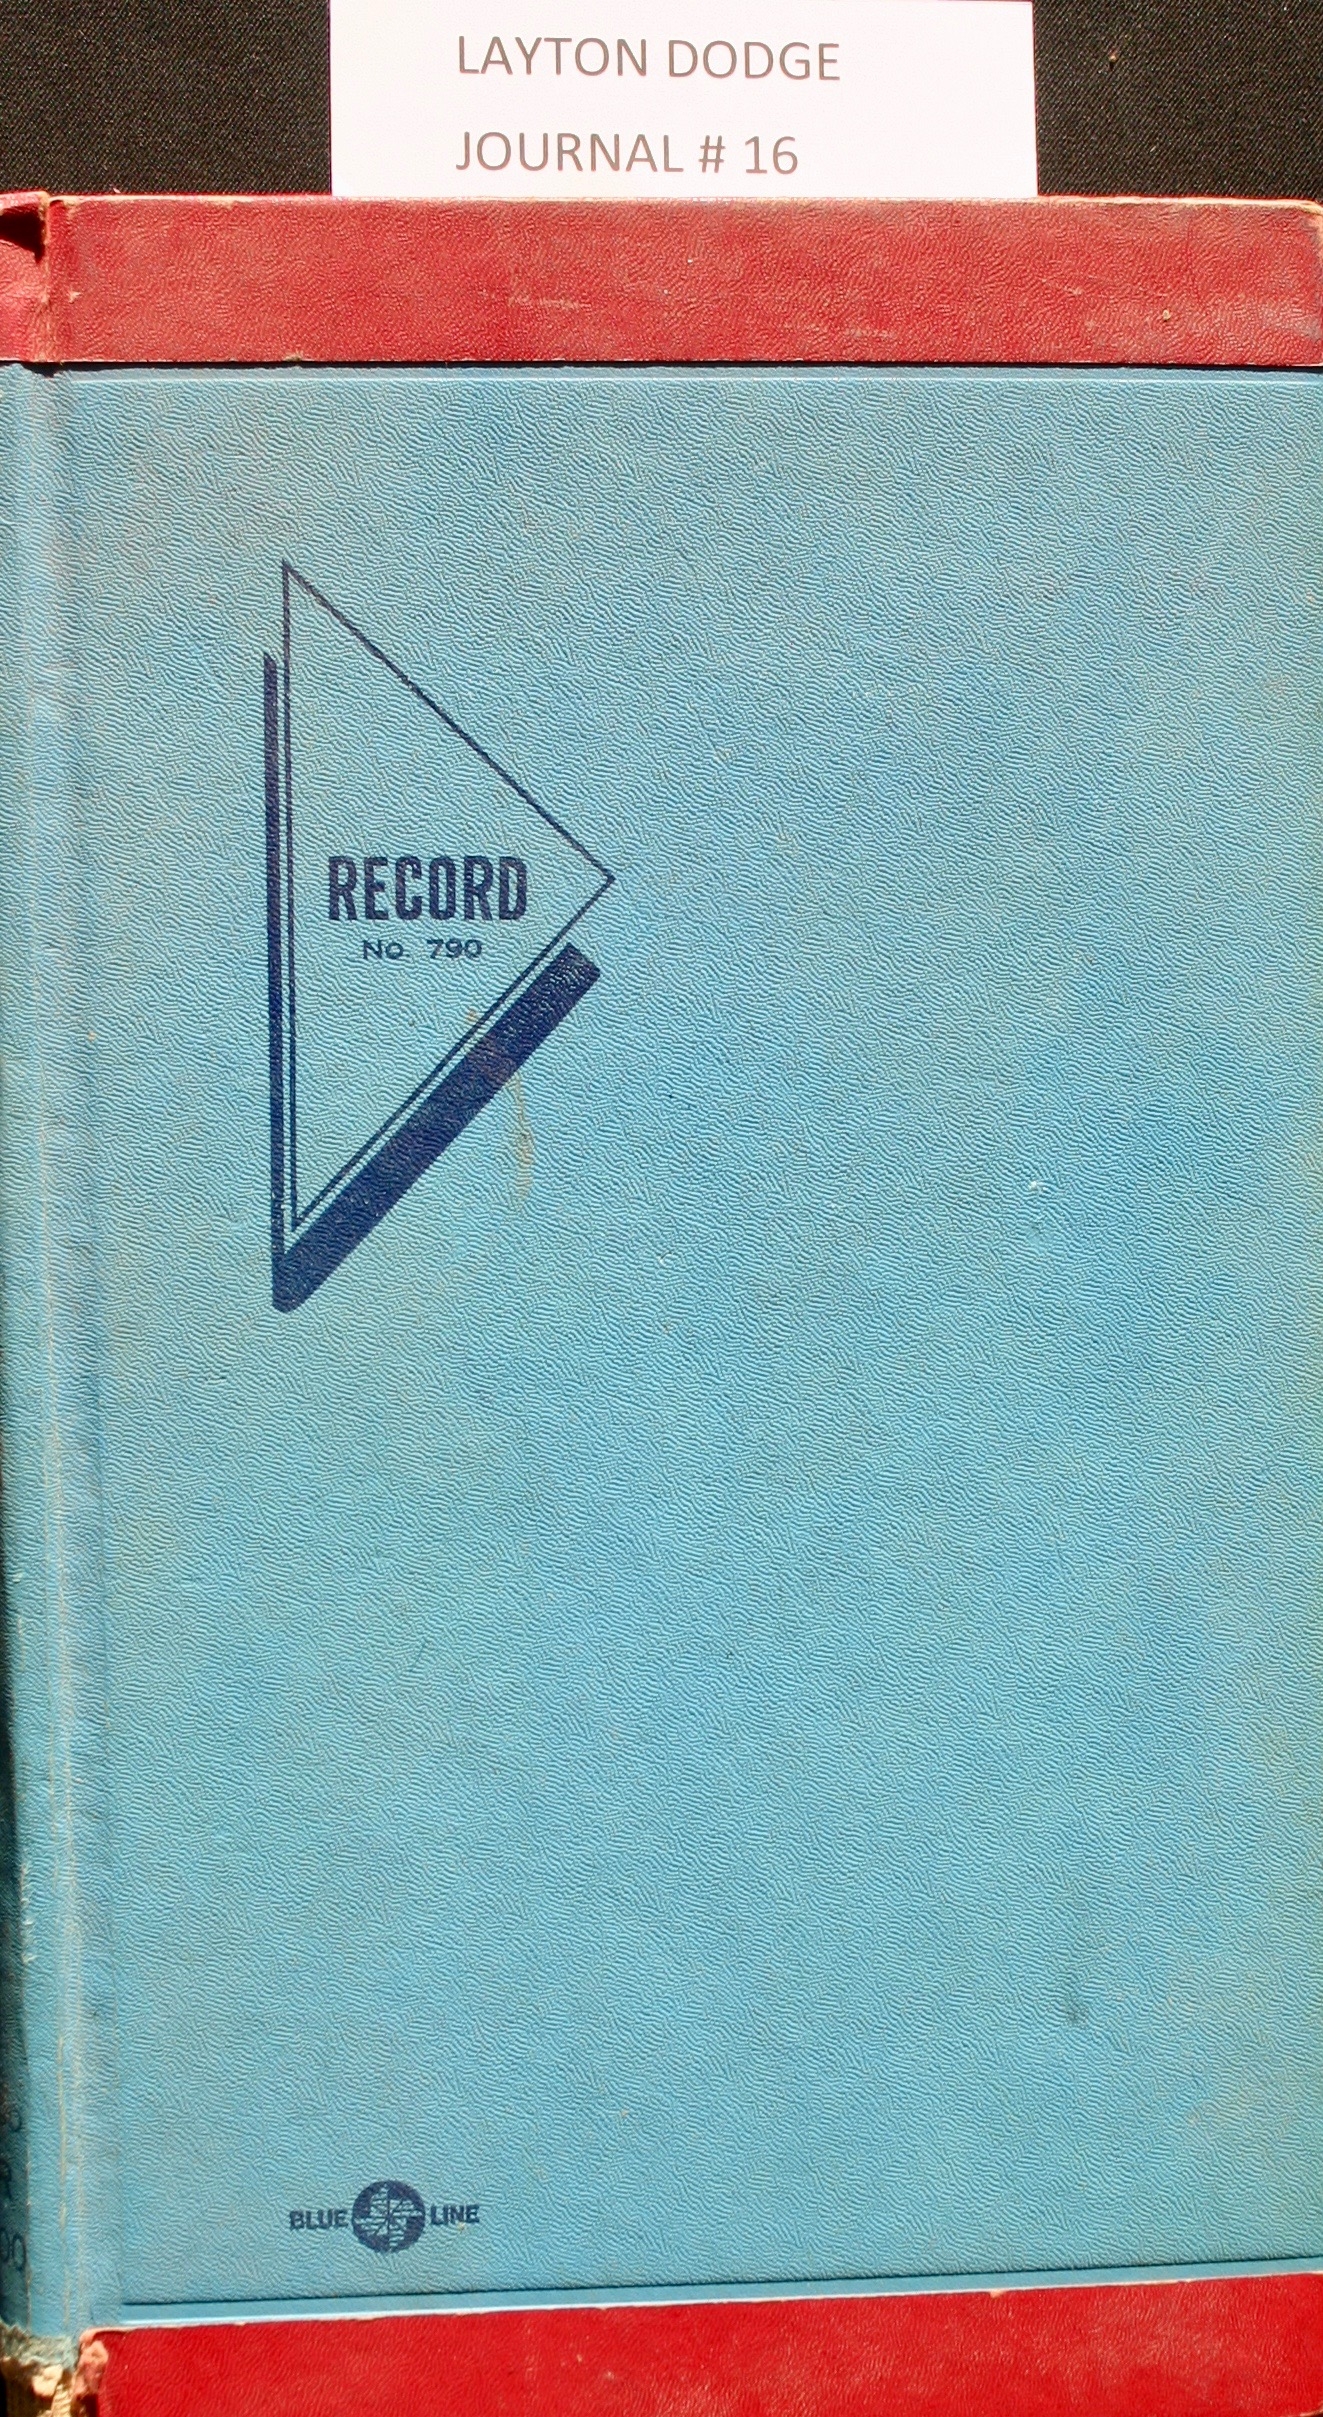 LAYTON DODGE
JOURNAL # 16
RECORD
No. 790
BLUE LINE